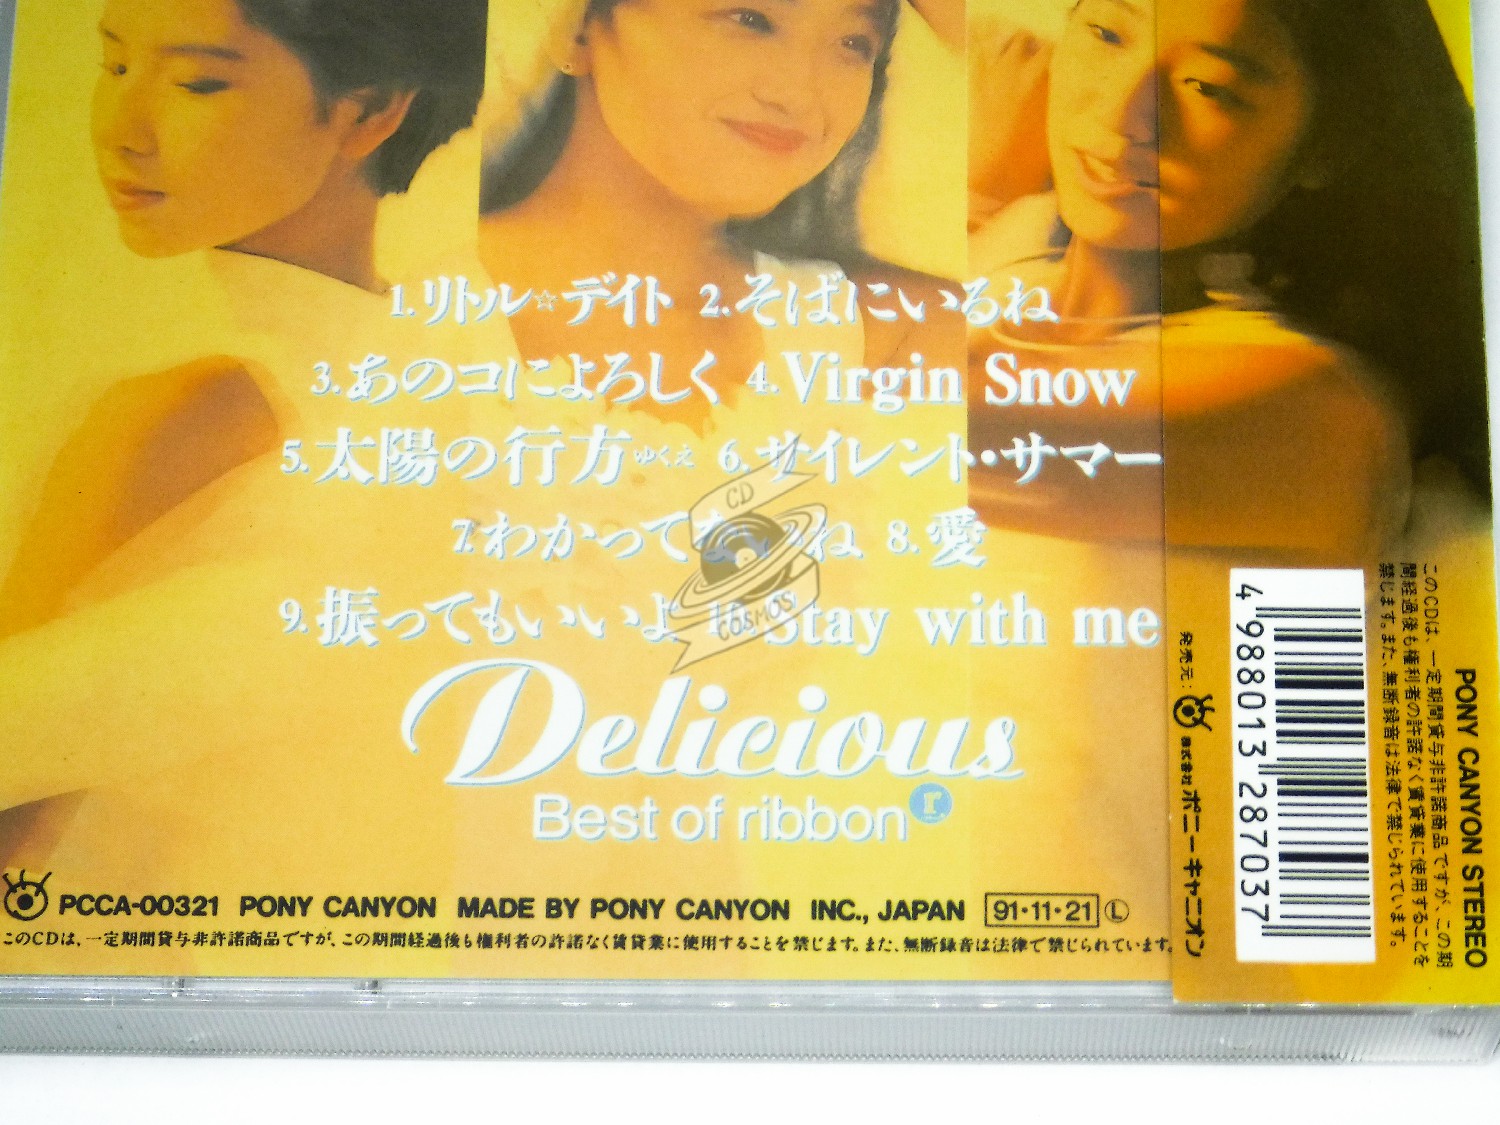 1.リトル☆デイト 2.そばにいるね
3.あのコによろしく 4.Virgin Snow
5.太陽の行方ゆくえ 6.サイレント・サマー
7.わかって ね 8.愛
9.振ってもいいよ 10.Stay with me
Delicious
Best of ribbon r
PCCA-00321 PONY CANYON MADE BY PONY CANYON INC., JAPAN 91・11・21 Ⓛ
このCDは、一定期間貸与非許諾商品ですが、この期間経過後も権利者の許諾なく賃貸業に使用することを禁じます。また、無断録音は法律で禁じられています。
CD
COSMOS
発売元: 株式会社ポニーキャニオン
4 988013 287037
このCDは、一定期間貸与非許諾商品ですが、この期
間経過後も権利者の許諾なく賃貸業に使用することを
禁じます。また、無断録音は法律で禁じられています。
PONY CANYON STEREO